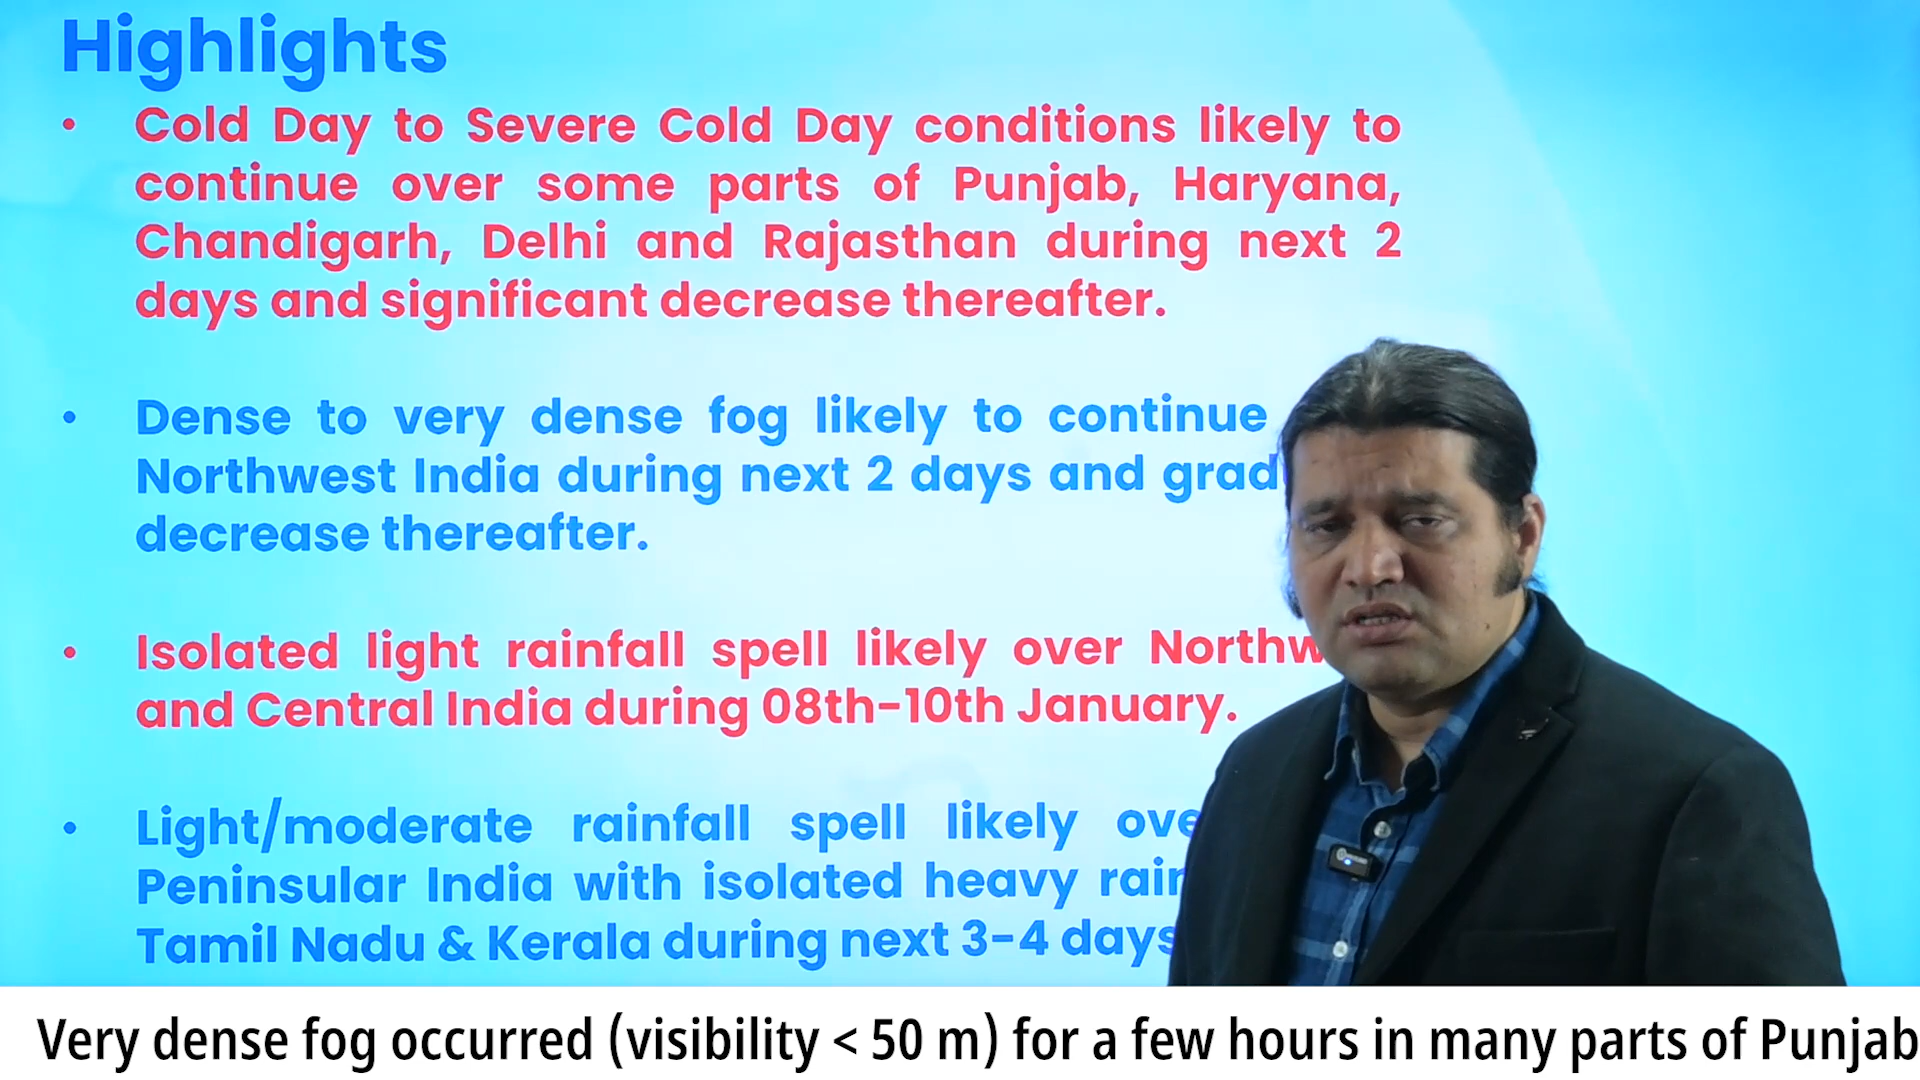 Highlights
• Cold Day to Severe Cold Day conditions likely to
continue over some parts of Punjab, Haryana,
Chandigarh, Delhi and Rajasthan during next 2
days and significant decrease thereafter.
• Dense to very dense fog likely to continue
Northwest India during next 2 days and
decrease thereafter.
• Isolated light rainfall spell likely over
and Central India during 08th-10th January.
• Light/moderate rainfall spell likely
Peninsular India with isolated heavy
Tamil Nadu & Kerala during next 3-4 days
Very dense fog occurred (visibility < 50 m) for a few hours in many parts of Punjab